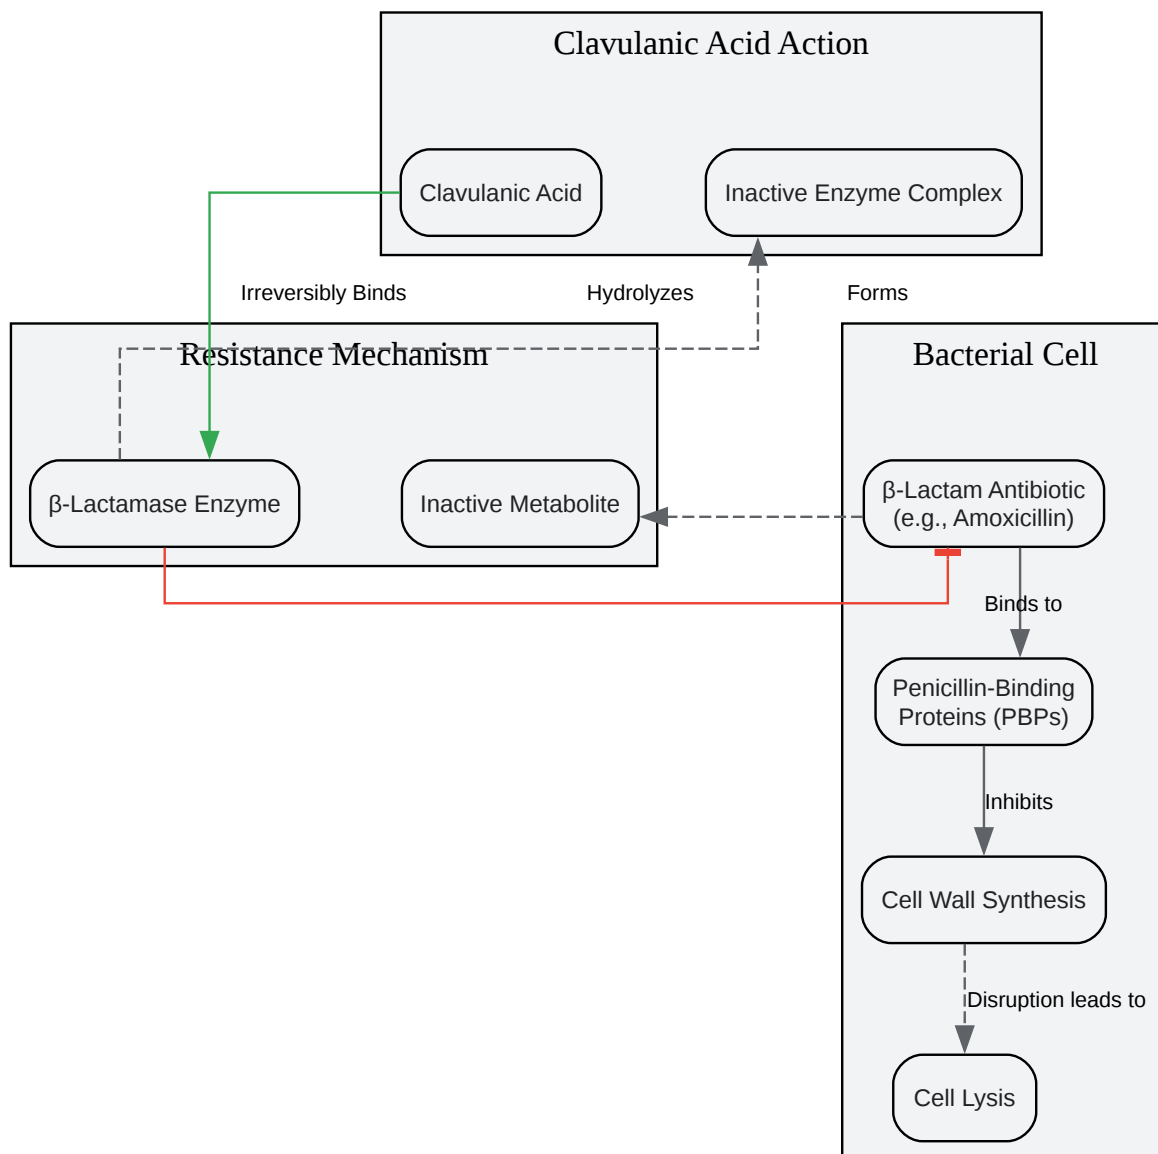 Clavulanic Acid Action
Clavulanic Acid
Inactive Enzyme Complex
Irreversibly Binds
Hydrolyzes
Forms
Resistance Mechanism
Bacterial Cell
β-Lactamase Enzyme
Inactive Metabolite
β-Lactam Antibiotic
(e.g., Amoxicillin)
Binds to
Penicillin-Binding
Proteins (PBPs)
Inhibits
Cell Wall Synthesis
Disruption leads to
Cell Lysis